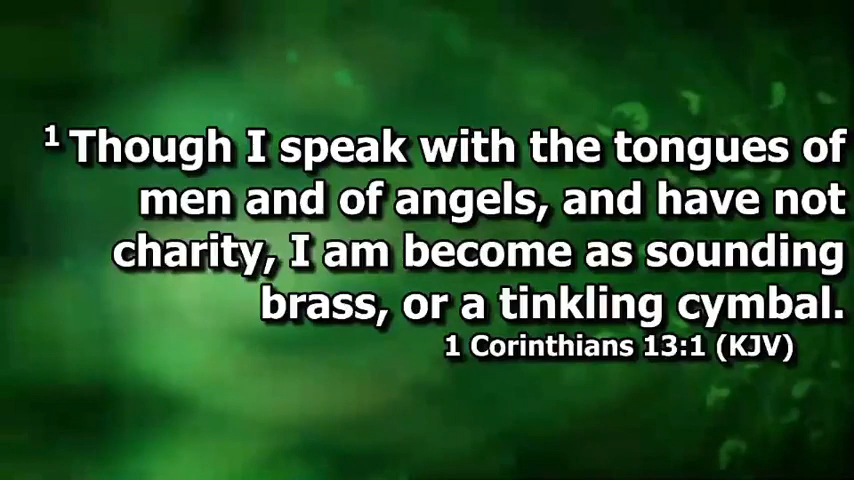 1 Though I speak with the tongues of
men and of angels, and have not
charity, I am become as sounding
brass, or a tinkling cymbal.
1 Corinthians 13:1 (KJV)